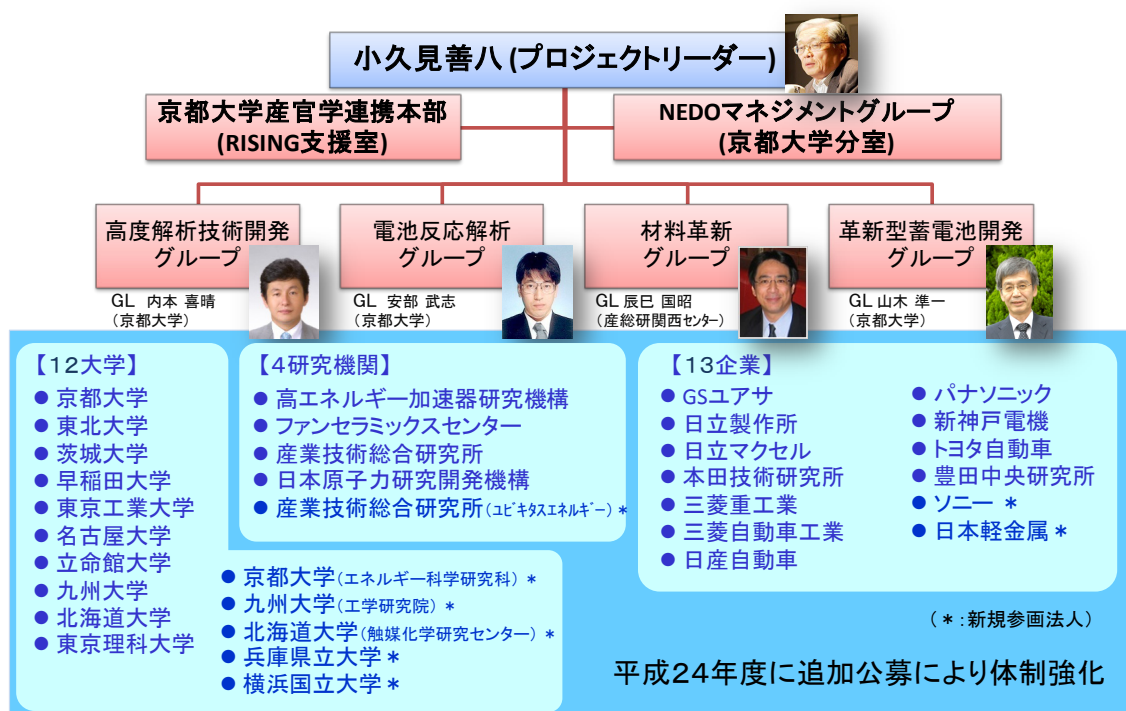 小久見善八 (プロジェクトリーダー)
京都大学産官学連携本部
(RISING支援室)
NEDOマネジメントグループ
(京都大学分室)
高度解析技術開発
グループ
GL 内本 喜晴
(京都大学)
電池反応解析
グループ
GL 安部 武志
(京都大学)
材料革新
グループ
GL 辰巳 国昭
(産総研関西センター)
革新型蓄電池開発
グループ
GL 山木 準一
(京都大学)
【12大学】
● 京都大学
● 東北大学
● 茨城大学
● 早稲田大学
● 東京工業大学
● 名古屋大学
● 立命館大学
● 九州大学
● 北海道大学
● 東京理科大学
● 京都大学(エネルギー科学研究科) *
● 九州大学(工学研究院) *
● 北海道大学(触媒化学研究センター) *
● 兵庫県立大学 *
● 横浜国立大学 *
【4研究機関】
● 高エネルギー加速器研究機構
● ファンセラミックスセンター
● 産業技術総合研究所
● 日本原子力研究開発機構
● 産業技術総合研究所(ユビキタスエネルギー) *
【13企業】
● GSユアサ
● 日立製作所
● 日立マクセル
● 本田技術研究所
● 三菱重工業
● 三菱自動車工業
● 日産自動車
● パナソニック
● 新神戸電機
● トヨタ自動車
● 豊田中央研究所
● ソニー *
● 日本軽金属 *
(*:新規参画法人)
平成24年度に追加公募により体制強化